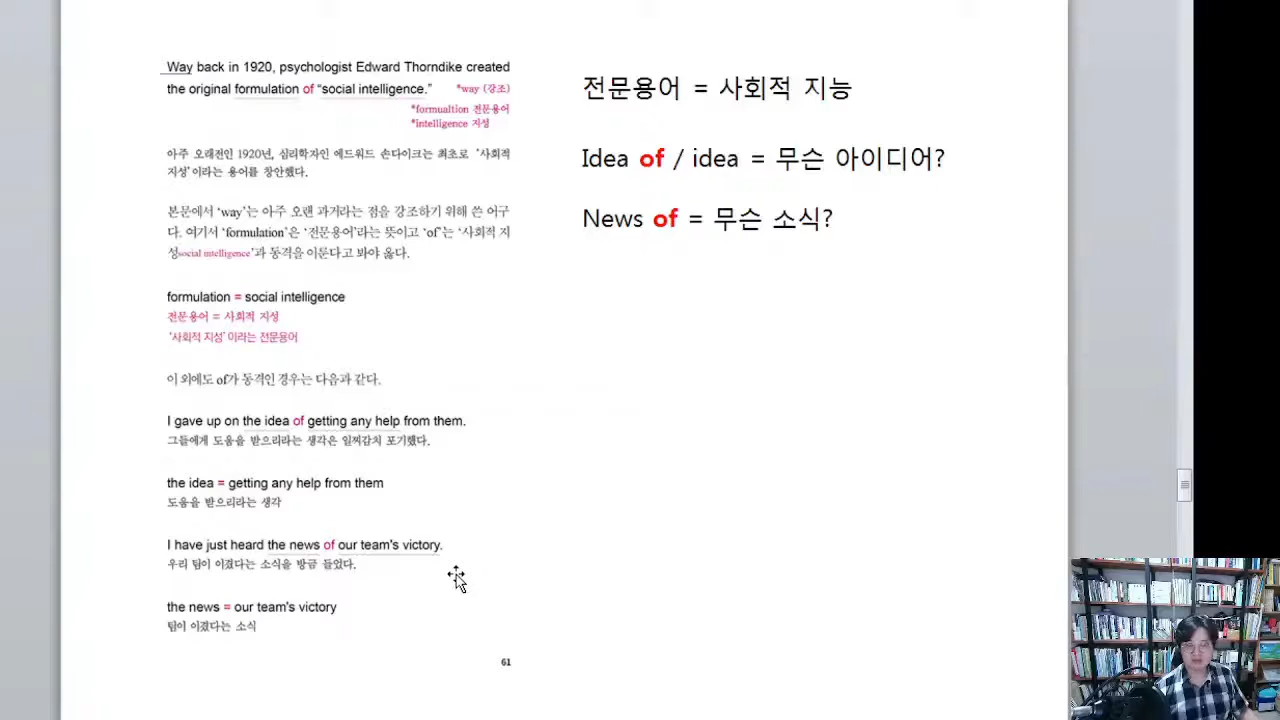 Way back in 1920, psychologist Edward Thorndike created
the original formulation of “social intelligence.” *way (강조)
*formualtion 전문용어
*intelligence 지성
아주 오래전인 1920년, 심리학자인 에드워드 손다이크는 최초로 ‘사회적
지성’이라는 용어를 창안했다.
본문에서 ‘way’는 아주 오랜 과거라는 점을 강조하기 위해 쓴 어구
다. 여기서 ‘formulation’은 ‘전문용어’라는 뜻이고 ‘of’는 ‘사회적 지
성social intelligence’과 동격을 이룬다고 봐야 옳다.
formulation = social intelligence
전문용어 = 사회적 지성
‘사회적 지성’이라는 전문용어
이 외에도 of가 동격인 경우는 다음과 같다.
I gave up on the idea of getting any help from them.
그들에게 도움을 받으리라는 생각은 일찌감치 포기했다.
the idea = getting any help from them
도움을 받으리라는 생각
I have just heard the news of our team's victory.
우리 팀이 이겼다는 소식을 방금 들었다.
the news = our team's victory
팀이 이겼다는 소식
61
전문용어 = 사회적 지능
Idea of / idea = 무슨 아이디어?
News of = 무슨 소식?